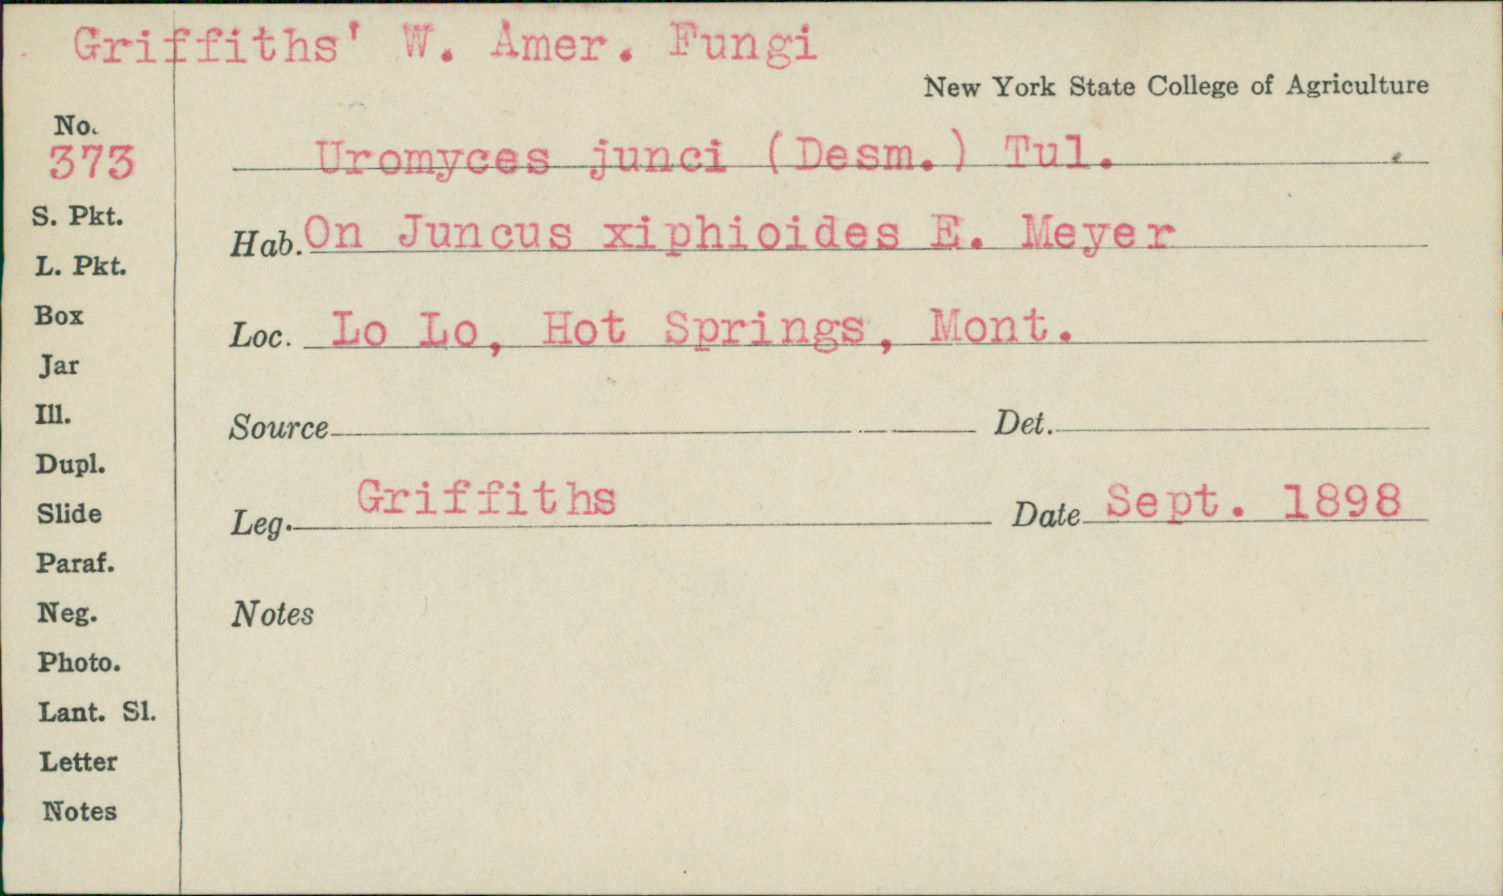 Griffiths' W. Amer. Fungi
New York State College of Agriculture
No.
373
Uromyces junci (Desm.) Tul.
S. Pkt.
Hab. On Juncus xiphioides E. Meyer
L. Pkt.
Box
Loc. Lo Lo, Hot Springs, Mont.
Jar
Ill.
Source Det.
Dupl.
Slide
Leg. Griffiths Date Sept. 1898
Paraf.
Neg.
Notes
Photo.
Lant. Sl.
Letter
Notes